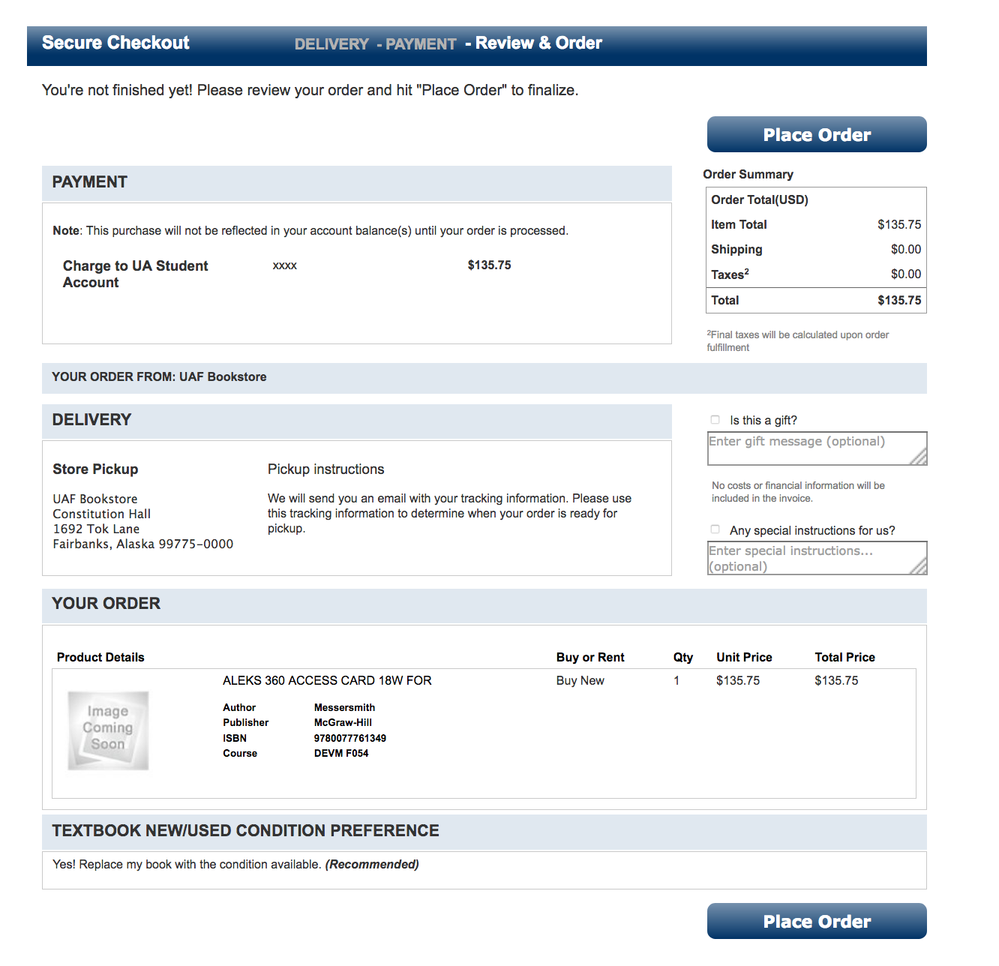 Secure Checkout DELIVERY - PAYMENT - Review & Order
You're not finished yet! Please review your order and hit "Place Order" to finalize.
Place Order
PAYMENT
Note: This purchase will not be reflected in your account balance(s) until your order is processed.
Charge to UA Student xxxx $135.75
Account
Order Summary
Order Total(USD)
Item Total $135.75
Shipping $0.00
Taxes² $0.00
Total $135.75
²Final taxes will be calculated upon order
fulfillment
YOUR ORDER FROM: UAF Bookstore
DELIVERY
Store Pickup
UAF Bookstore
Constitution Hall
1692 Tok Lane
Fairbanks, Alaska 99775-0000
Pickup instructions
We will send you an email with your tracking information. Please use
this tracking information to determine when your order is ready for
pickup.
Is this a gift?
Enter gift message (optional)
No costs or financial information will be
included in the invoice.
Any special instructions for us?
Enter special instructions...
(optional)
YOUR ORDER
Product Details Buy or Rent Qty Unit Price Total Price
Image
Coming
Soon
ALEKS 360 ACCESS CARD 18W FOR Buy New 1 $135.75 $135.75
Author Messersmith
Publisher McGraw-Hill
ISBN 9780077761349
Course DEVM F054
TEXTBOOK NEW/USED CONDITION PREFERENCE
Yes! Replace my book with the condition available. (Recommended)
Place Order